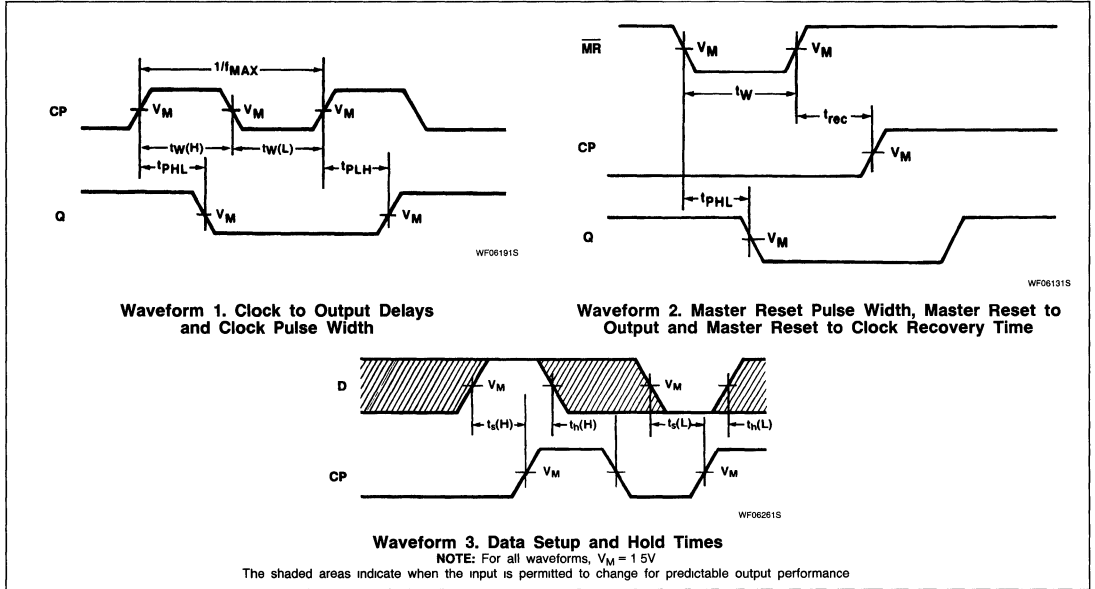 1/fMAX
CP
VM
VM
VM
tW(H)
tW(L)
tPHL
tPLH
Q
VM
VM
WF06191S
Waveform 1. Clock to Output Delays
and Clock Pulse Width
MR
VM
VM
tW
trec
CP
VM
tPHL
Q
VM
WF06131S
Waveform 2. Master Reset Pulse Width, Master Reset to
Output and Master Reset to Clock Recovery Time
D
VM
VM
ts(H)
th(H)
ts(L)
th(L)
CP
VM
VM
WF06261S
Waveform 3. Data Setup and Hold Times
NOTE: For all waveforms, VM = 1 5V
The shaded areas indicate when the input is permitted to change for predictable output performance